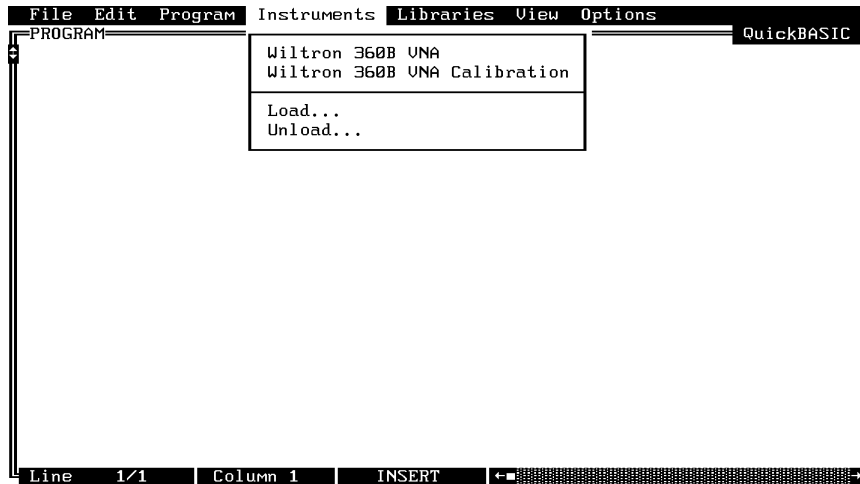 File Edit Program Instruments Libraries View Options
PROGRAM
QuickBASIC
Wiltron 360B VNA
Wiltron 360B VNA Calibration
Load...
Unload...
Line 1/1 Column 1 INSERT